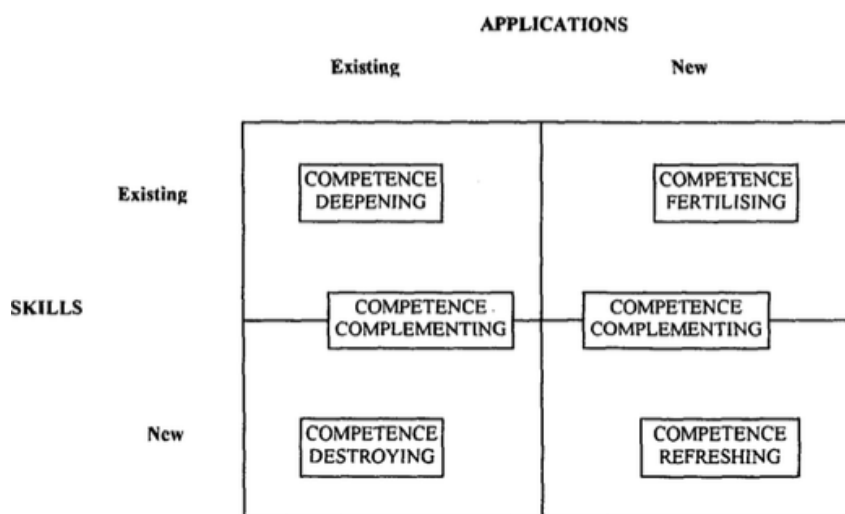 APPLICATIONS
Existing
New
Existing
COMPETENCE
DEEPENING
COMPETENCE
FERTILISING
SKILLS
COMPETENCE
COMPLEMENTING
COMPETENCE
COMPLEMENTING
New
COMPETENCE
DESTROYING
COMPETENCE
REFRESHING